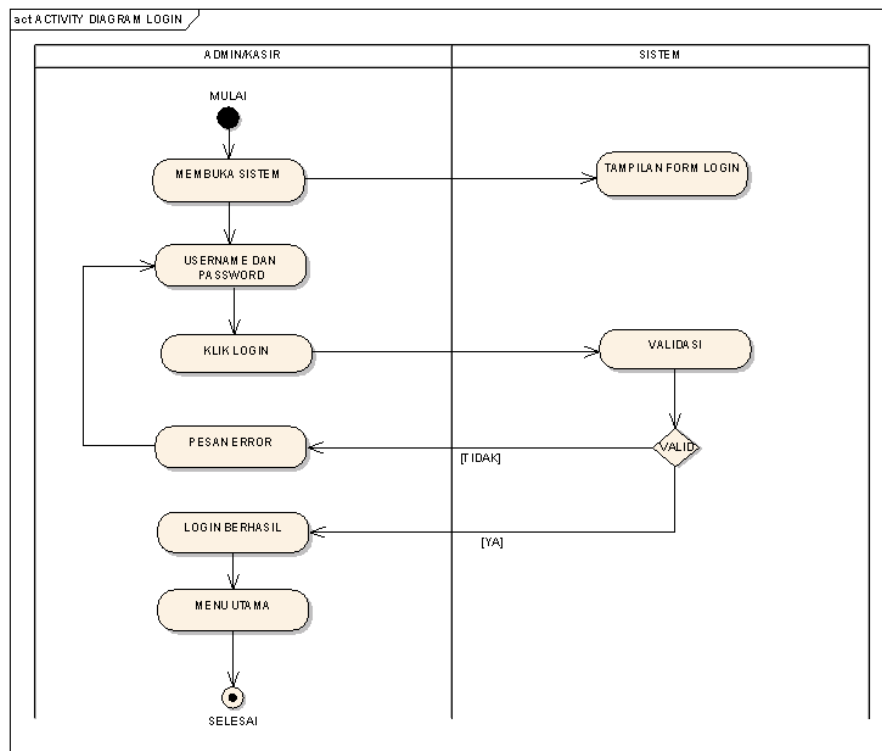 act ACTIVITY DIAGRAM LOGIN
ADMIN/KASIR
SISTEM
MULAI
MEMBUKA SISTEM
TAMPILAN FORM LOGIN
USERNAME DAN
PASSWORD
KLIK LOGIN
VALIDASI
PESAN ERROR
VALID
[TIDAK]
LOGIN BERHASIL
[YA]
MENU UTAMA
SELESAI